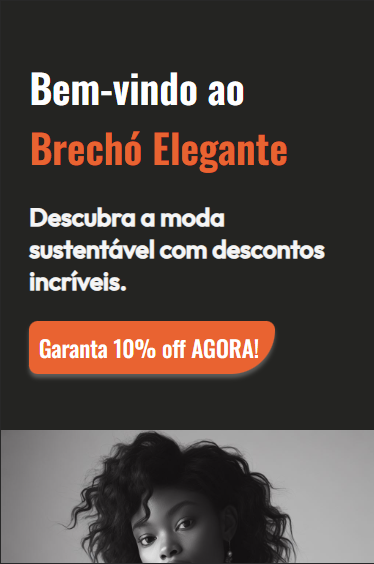 Bem-vindo ao
Brechó Elegante
Descubra a moda
sustentável com descontos
incríveis.
Garanta 10% off AGORA!